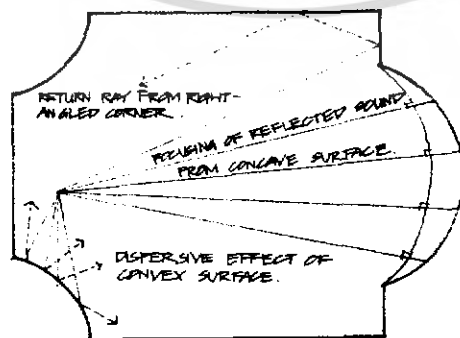 RETURN RAY FROM RIGHT-
ANGLED CORNER.
FOCUSING OF REFLECTED SOUND
FROM CONCAVE SURFACE
DISPERSIVE EFFECT OF
CONVEX SURFACE.